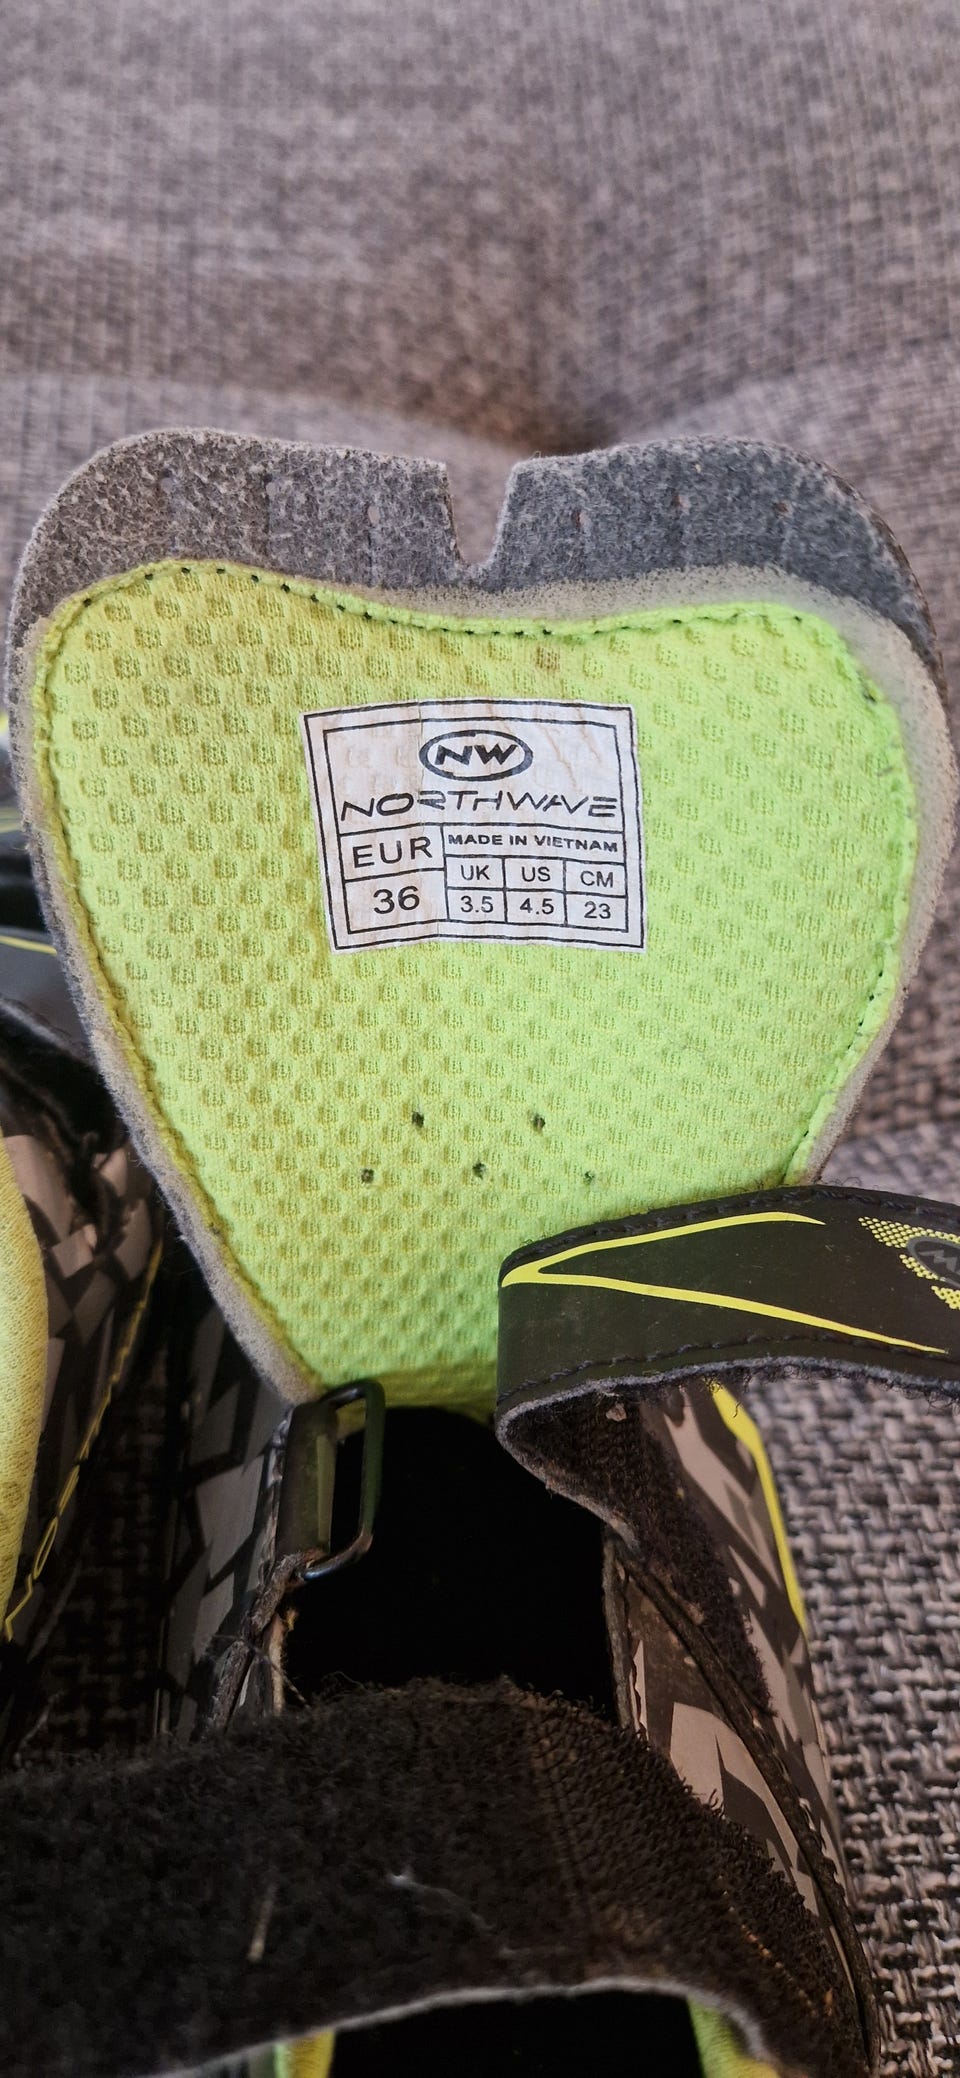 NW
NORTHWAVE
EUR MADE IN VIETNAM
UK US CM
36 3.5 4.5 23